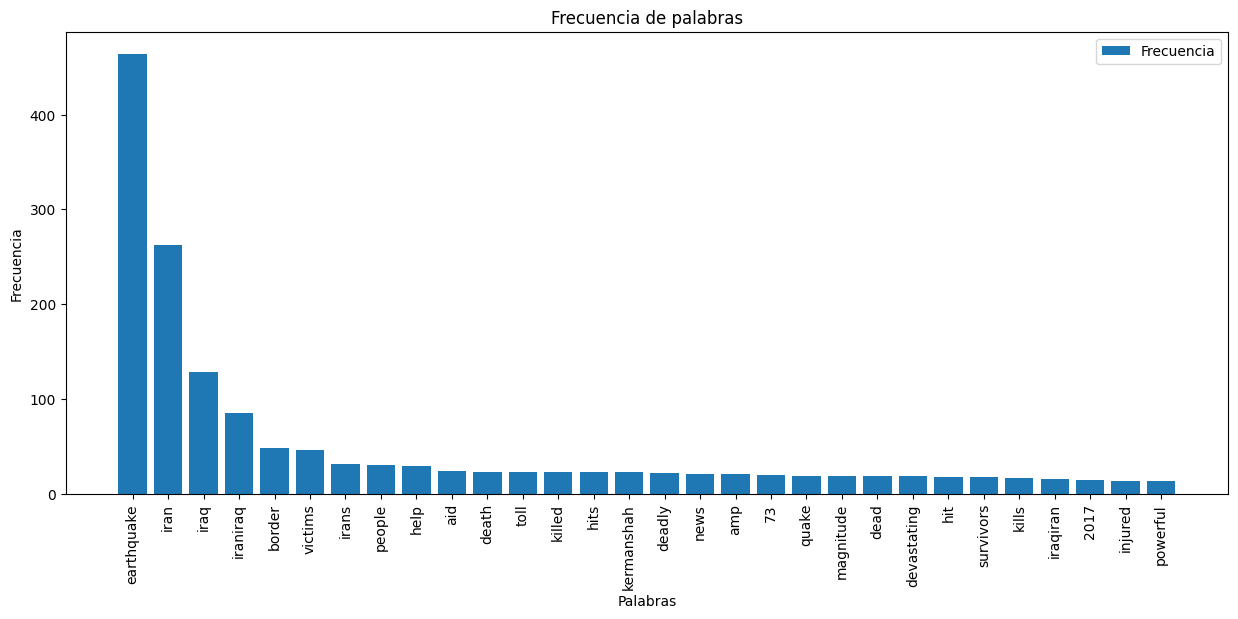 Frecuencia de palabras
Frecuencia
Frecuencia
400
300
200
100
0
earthquake
iran
iraq
iraniraq
border
victims
irans
people
help
aid
death
toll
killed
hits
kermanshah
deadly
news
amp
73
quake
magnitude
dead
devastating
hit
survivors
kills
iraqiran
2017
injured
powerful
Palabras